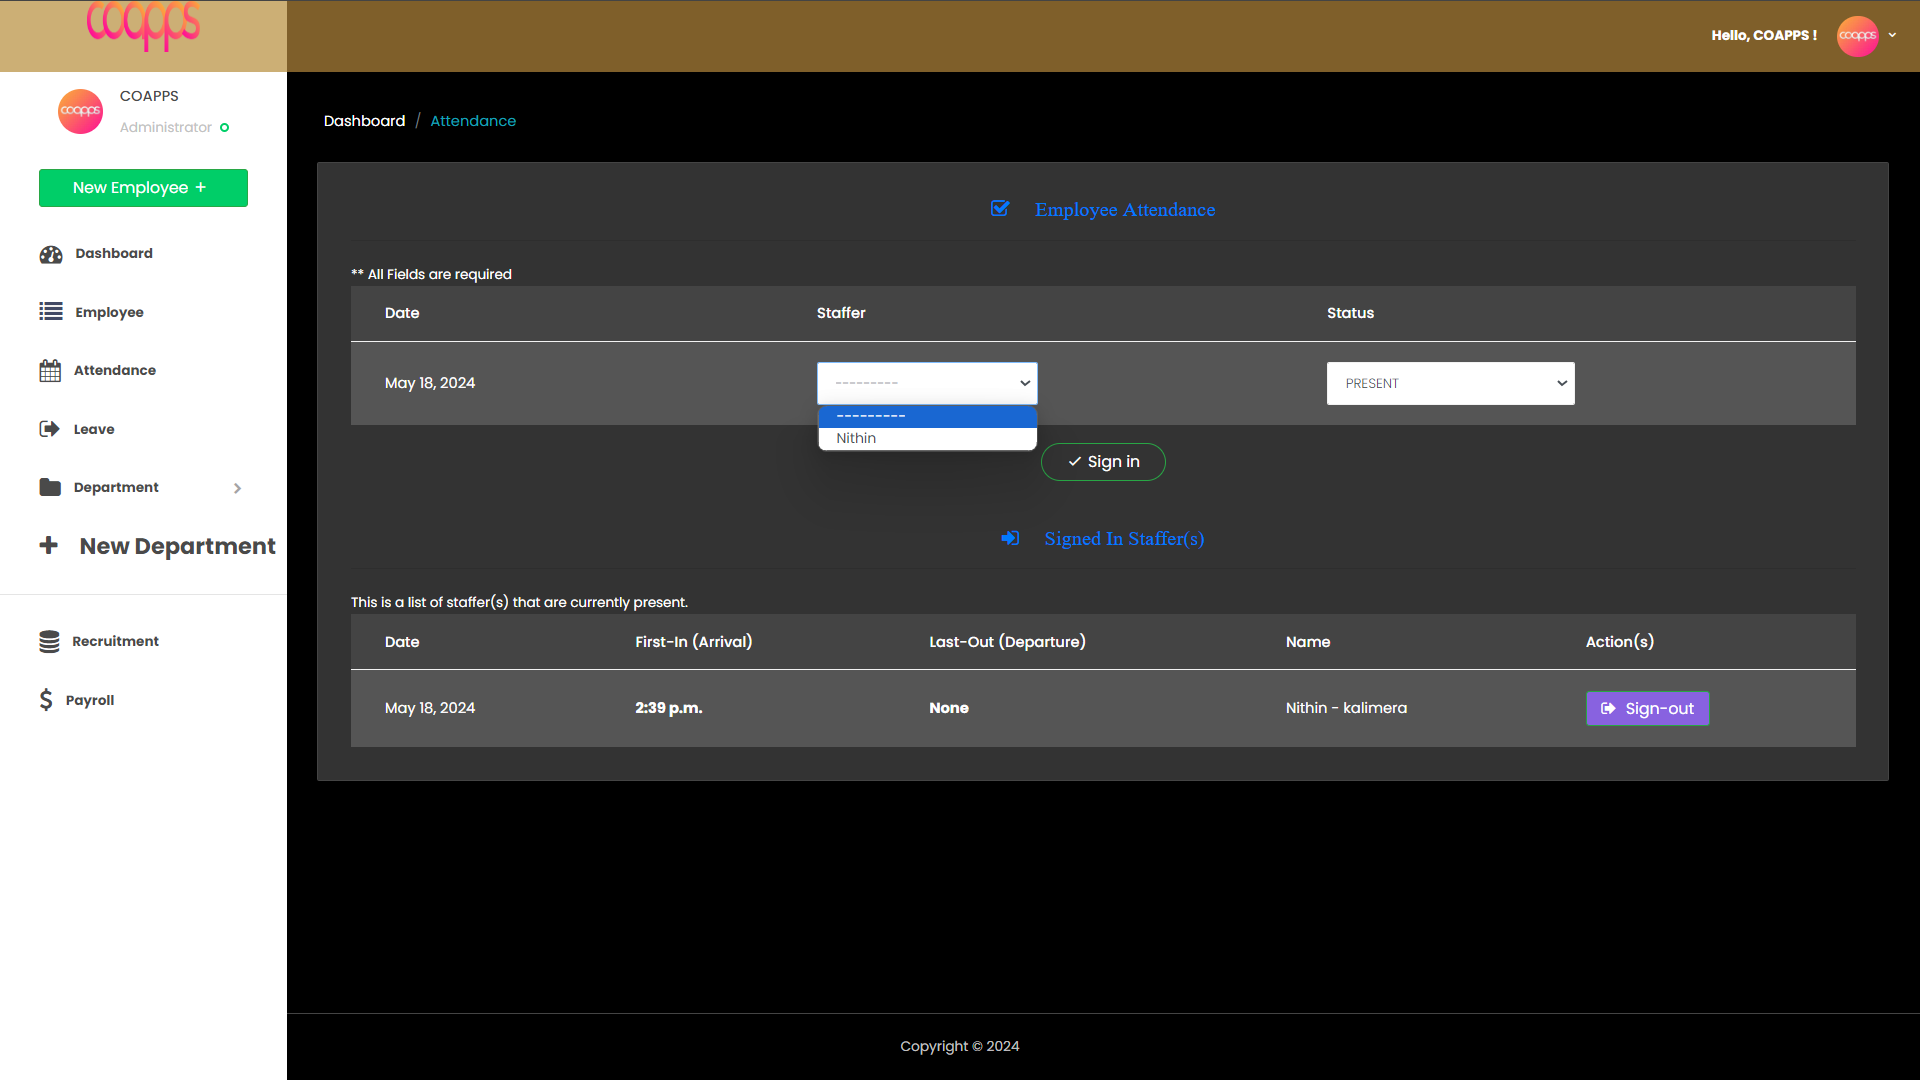 coapps
Hello, COAPPS !
coapps
coapps
COAPPS
Administrator
New Employee +
Dashboard
Employee
Attendance
Leave
Department
New Department
Recruitment
Payroll
Dashboard / Attendance
Employee Attendance
** All Fields are required
Date Staffer Status
May 18, 2024 --------- PRESENT
---------
Nithin
Sign in
Signed In Staffer(s)
This is a list of staffer(s) that are currently present.
Date First-In (Arrival) Last-Out (Departure) Name Action(s)
May 18, 2024 2:39 p.m. None Nithin - kalimera Sign-out
Copyright © 2024